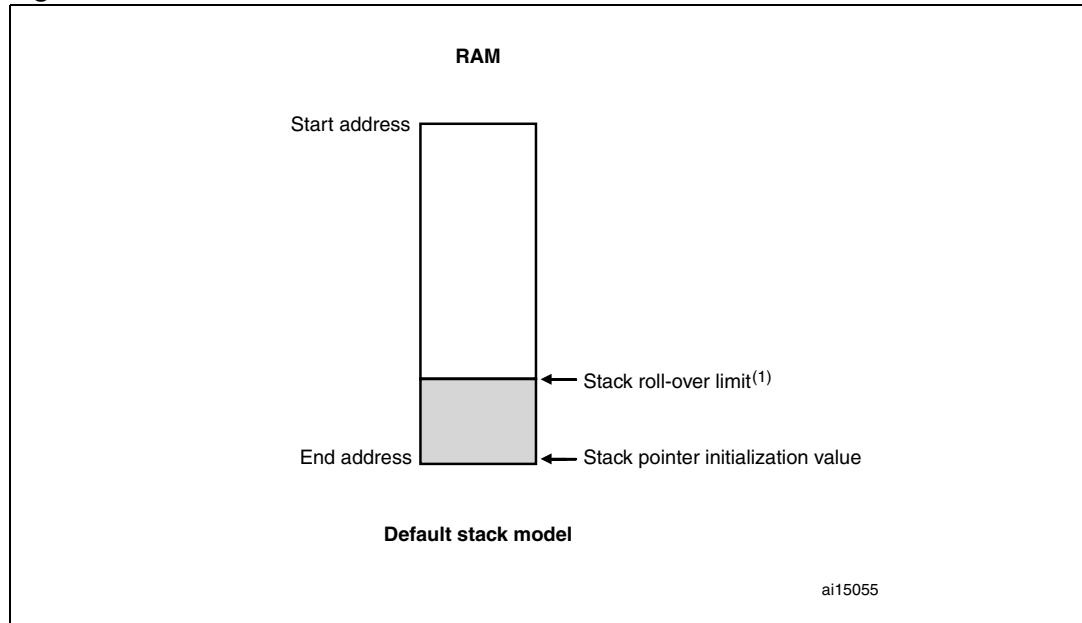 RAM
Start address
Stack roll-over limit(1)
End address
Stack pointer initialization value
Default stack model
ai15055